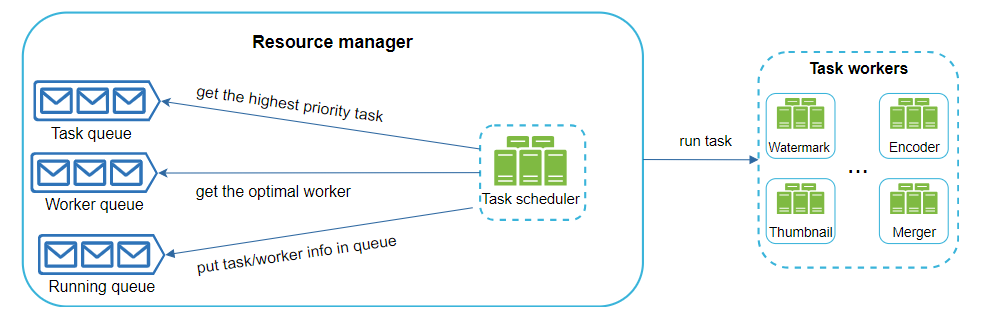 Resource manager
Task workers
get the highest priority task
Task queue
Watermark
Encoder
run task
...
get the optimal worker
Worker queue
Task scheduler
put task/worker info in queue
Thumbnail
Merger
Running queue